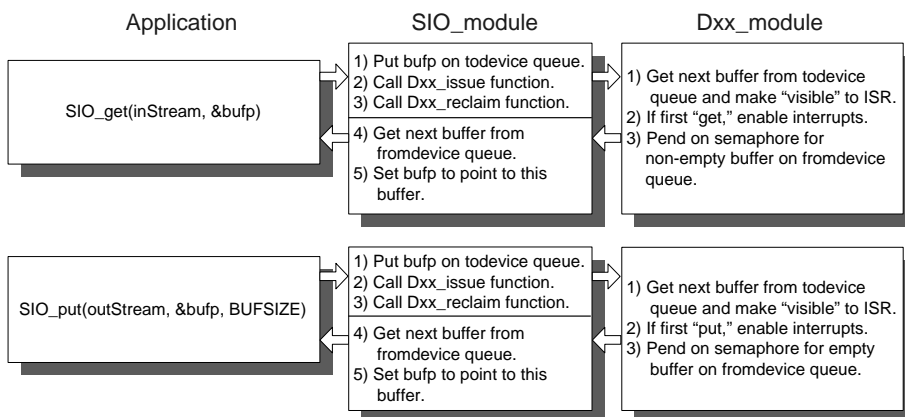 Application
SIO_module
Dxx_module
SIO_get(inStream, &bufp)
1) Put bufp on todevice queue.
2) Call Dxx_issue function.
3) Call Dxx_reclaim function.
4) Get next buffer from
fromdevice queue.
5) Set bufp to point to this
buffer.
1) Get next buffer from todevice
queue and make “visible” to ISR.
2) If first “get,” enable interrupts.
3) Pend on semaphore for
non-empty buffer on fromdevice
queue.
SIO_put(outStream, &bufp, BUFSIZE)
1) Put bufp on todevice queue.
2) Call Dxx_issue function.
3) Call Dxx_reclaim function.
4) Get next buffer from
fromdevice queue.
5) Set bufp to point to this
buffer.
1) Get next buffer from todevice
queue and make “visible” to ISR.
2) If first “put,” enable interrupts.
3) Pend on semaphore for empty
buffer on fromdevice queue.